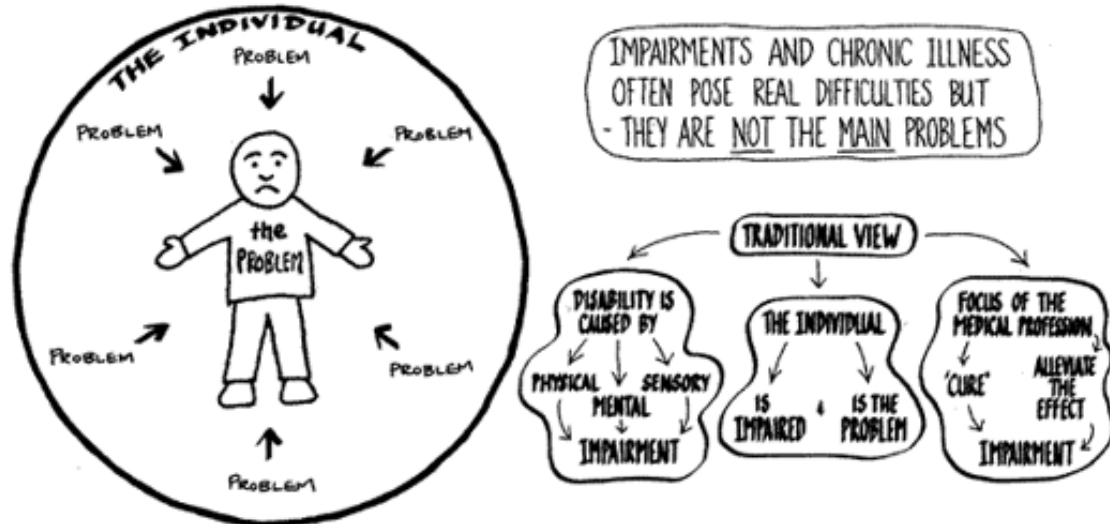 THE INDIVIDUAL
PROBLEM
PROBLEM
PROBLEM
the
PROBLEM
PROBLEM
PROBLEM
PROBLEM
IMPAIRMENTS AND CHRONIC ILLNESS
OFTEN POSE REAL DIFFICULTIES BUT
- THEY ARE NOT THE MAIN PROBLEMS
TRADITIONAL VIEW
DISABILITY IS
CAUSED BY
PHYSICAL
SENSORY
MENTAL
IMPAIRMENT
THE INDIVIDUAL
IS
IMPAIRED
&
IS THE
PROBLEM
FOCUS OF THE
MEDICAL PROFESSION
"CURE"
ALLEVIATE
THE
EFFECT
IMPAIRMENT